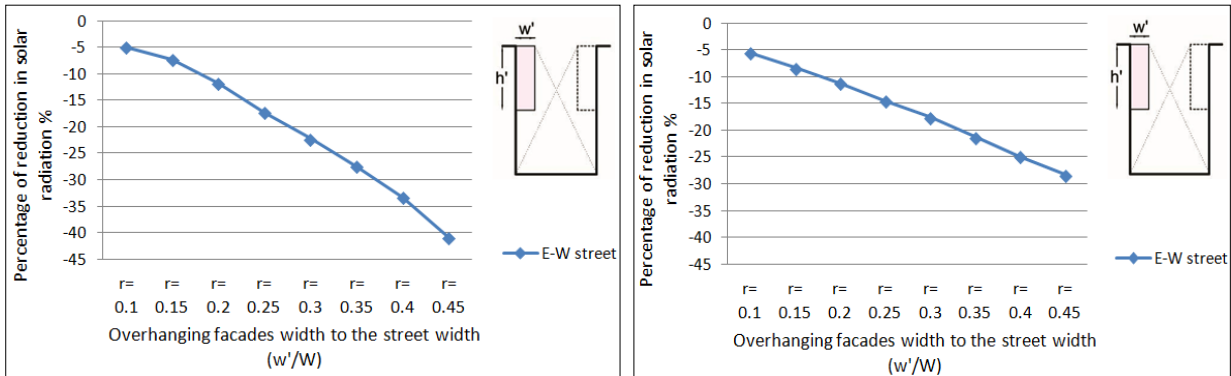 Percentage of reduction in solar
radiation %
0
-5
-10
-15
-20
-25
-30
-35
-40
-45
r=
0.1
r=
0.15
r=
0.2
r=
0.25
r=
0.3
r=
0.35
r=
0.4
r=
0.45
Overhanging facades width to the street width
(w'/W)
w'
h'
E-W street
Percentage of reduction in solar
radiation %
0
-5
-10
-15
-20
-25
-30
-35
-40
-45
r=
0.1
r=
0.15
r=
0.2
r=
0.25
r=
0.3
r=
0.35
r=
0.4
r=
0.45
Overhanging facades width to the street width
(w'/W)
w'
h'
E-W street